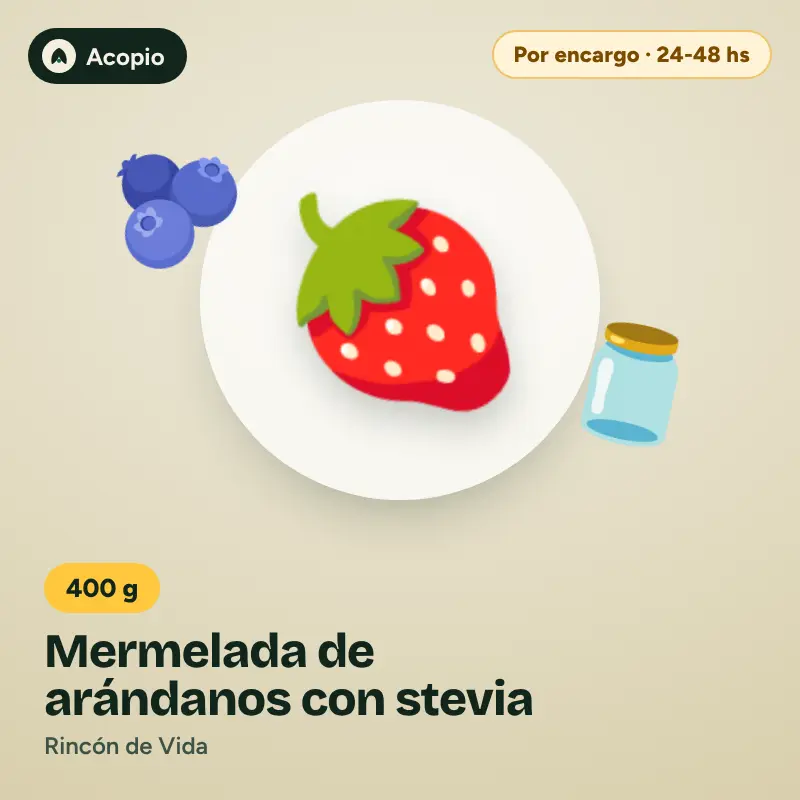 Acopio
Por encargo · 24-48 hs
400 g
Mermelada de
arándanos con stevia
Rincón de Vida